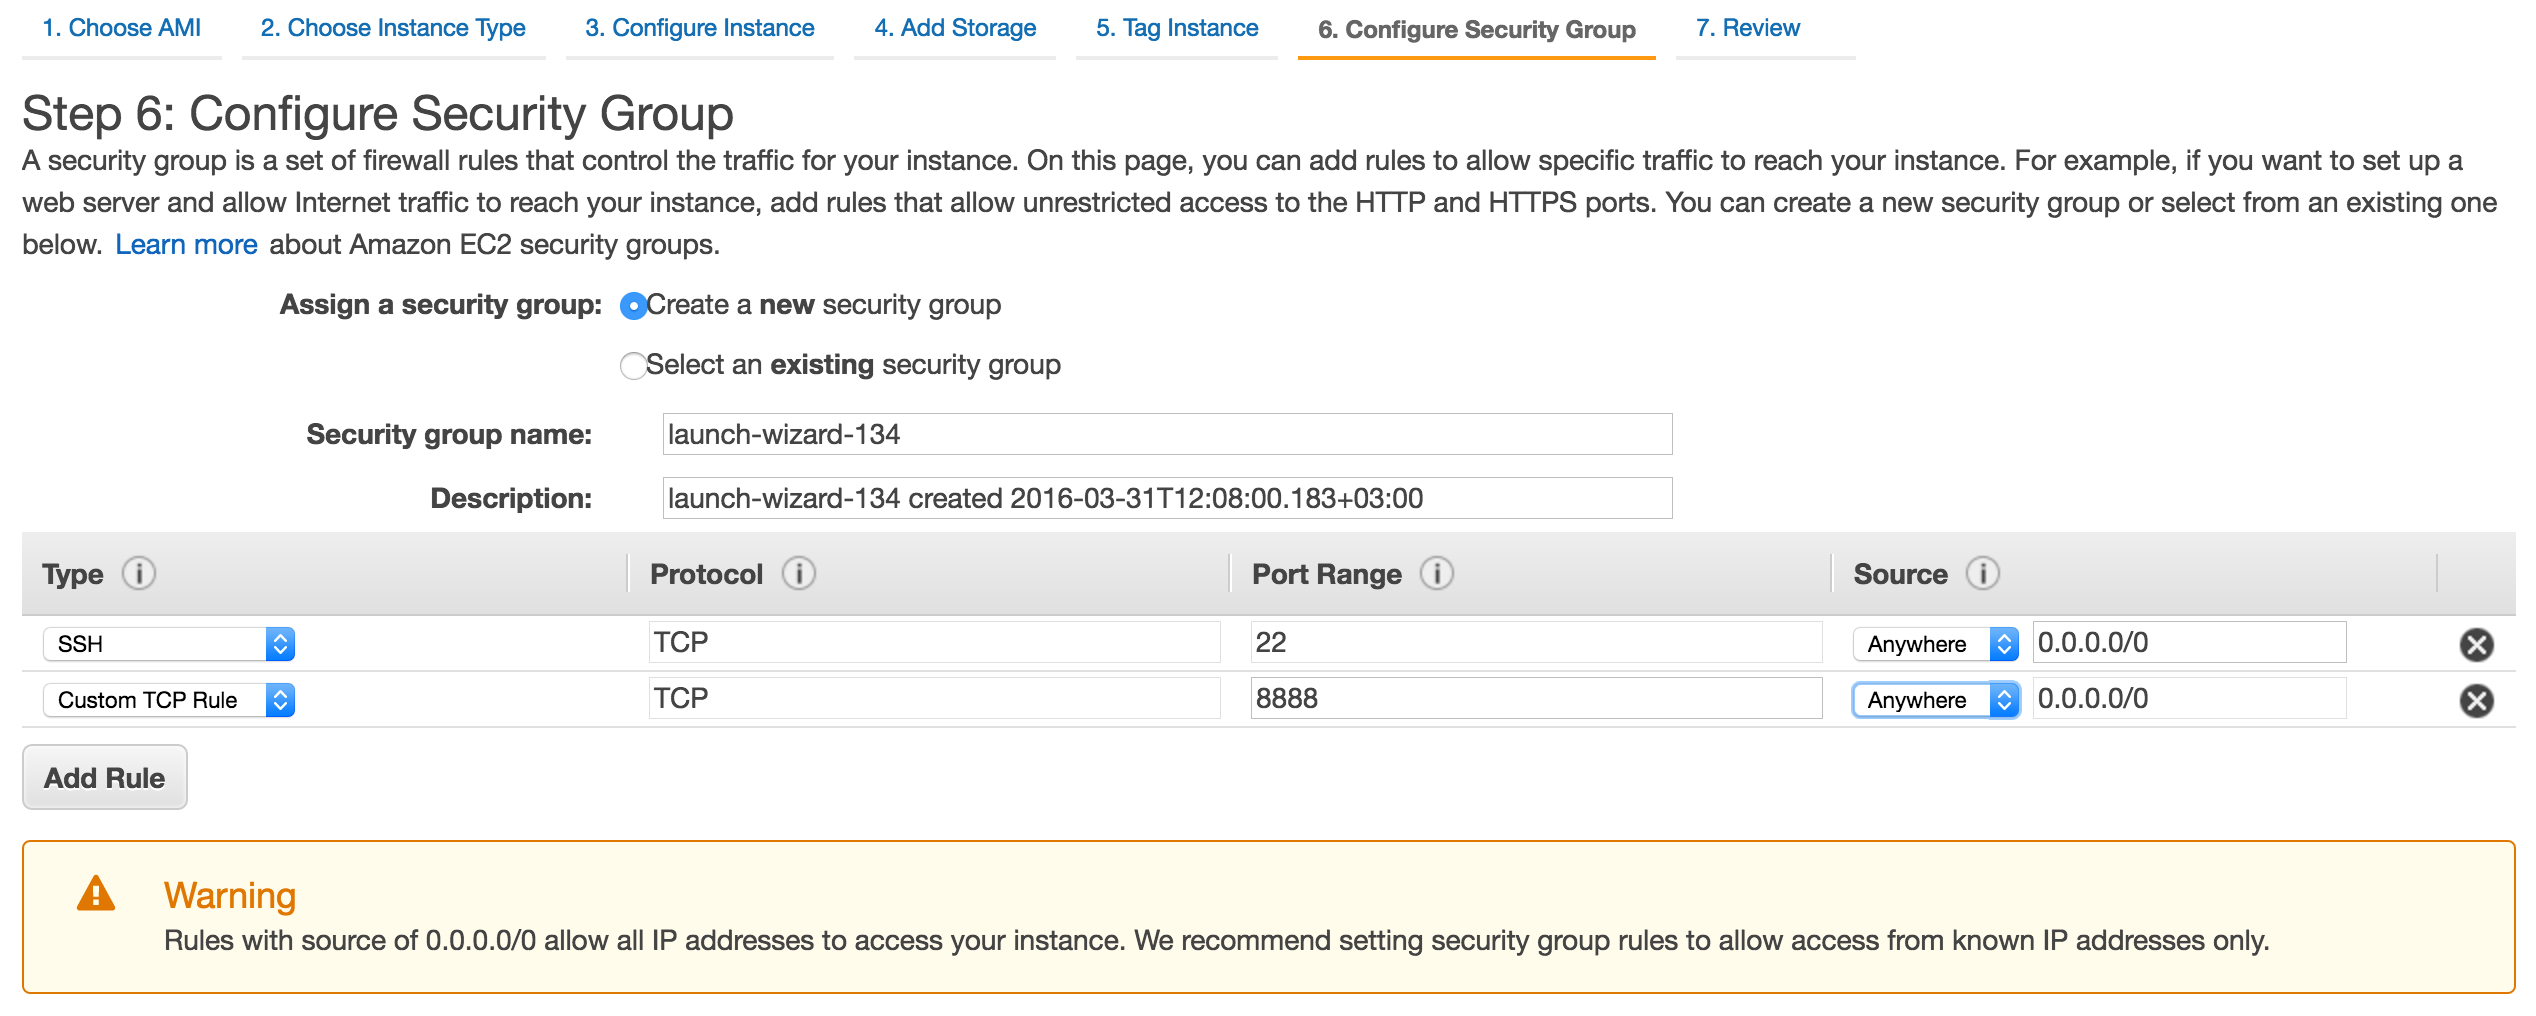 1. Choose AMI 2. Choose Instance Type 3. Configure Instance 4. Add Storage 5. Tag Instance 6. Configure Security Group 7. Review
Step 6: Configure Security Group
A security group is a set of firewall rules that control the traffic for your instance. On this page, you can add rules to allow specific traffic to reach your instance. For example, if you want to set up a
web server and allow Internet traffic to reach your instance, add rules that allow unrestricted access to the HTTP and HTTPS ports. You can create a new security group or select from an existing one
below. Learn more about Amazon EC2 security groups.
Assign a security group: Create a new security group
Select an existing security group
Security group name: launch-wizard-134
Description: launch-wizard-134 created 2016-03-31T12:08:00.183+03:00
Type Protocol Port Range Source
SSH TCP 22 Anywhere 0.0.0.0/0
Custom TCP Rule TCP 8888 Anywhere 0.0.0.0/0
Add Rule
Warning
Rules with source of 0.0.0.0/0 allow all IP addresses to access your instance. We recommend setting security group rules to allow access from known IP addresses only.